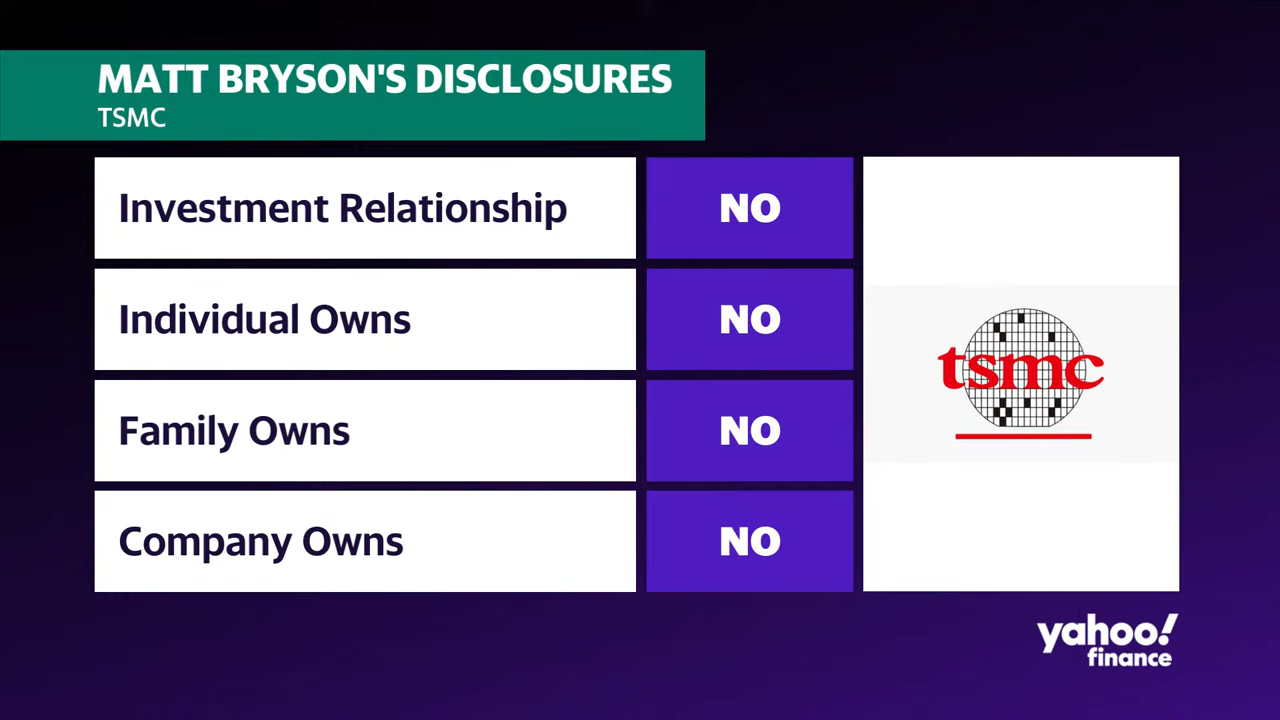 MATT BRYSON'S DISCLOSURES
TSMC
Investment Relationship NO
Individual Owns NO
Family Owns NO
Company Owns NO
tsmc
yahoo!
finance